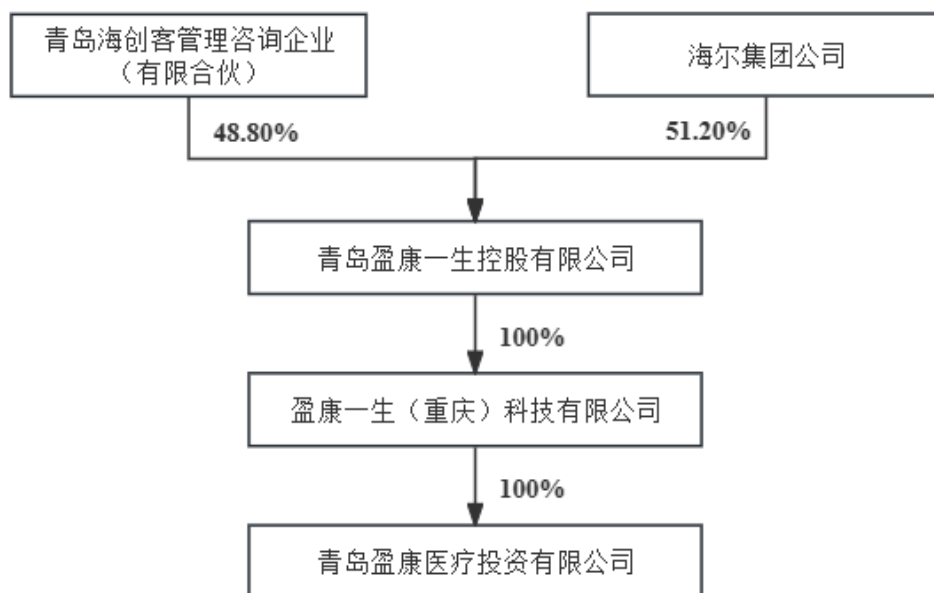 青岛海创客管理咨询企业
（有限合伙）
海尔集团公司
48.80%
51.20%
青岛盈康一生控股有限公司
100%
盈康一生（重庆）科技有限公司
100%
青岛盈康医疗投资有限公司